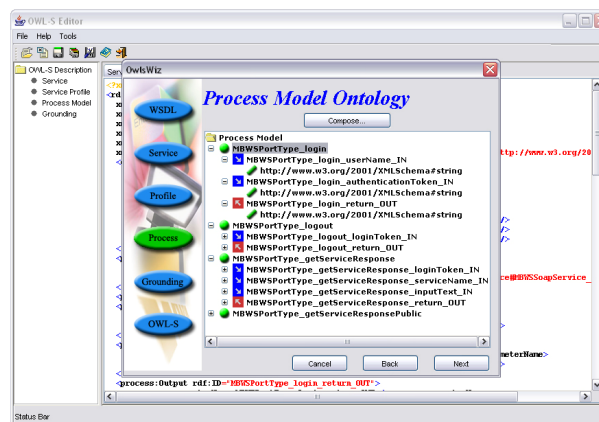 OWL-S Editor
File Help Tools
OWL-S Description
Service
Service Profile
Process Model
Grounding
OwlsWiz
WSDL
Service
Profile
Process
Grounding
OWL-S
Process Model Ontology
Compose...
Process Model
MBWSPortType_login
MBWSPortType_login_userName_IN
http://www.w3.org/2001/XMLSchema#string
MBWSPortType_login_authenticationToken_IN
http://www.w3.org/2001/XMLSchema#string
MBWSPortType_login_return_OUT
http://www.w3.org/2001/XMLSchema#string
MBWSPortType_logout
MBWSPortType_logout_loginToken_IN
MBWSPortType_logout_return_OUT
MBWSPortType_getServiceResponse
MBWSPortType_getServiceResponse_loginToken_IN
MBWSPortType_getServiceResponse_serviceName_IN
MBWSPortType_getServiceResponse_inputText_IN
MBWSPortType_getServiceResponse_return_OUT
MBWSPortType_getServiceResponsePublic
Cancel Back Next
ttp://www.w3.org/20
ce@MBWSSoapService_
meterName>
<process:Output rdf:ID="MBWSPortType_login_return_OUT">
Status Bar